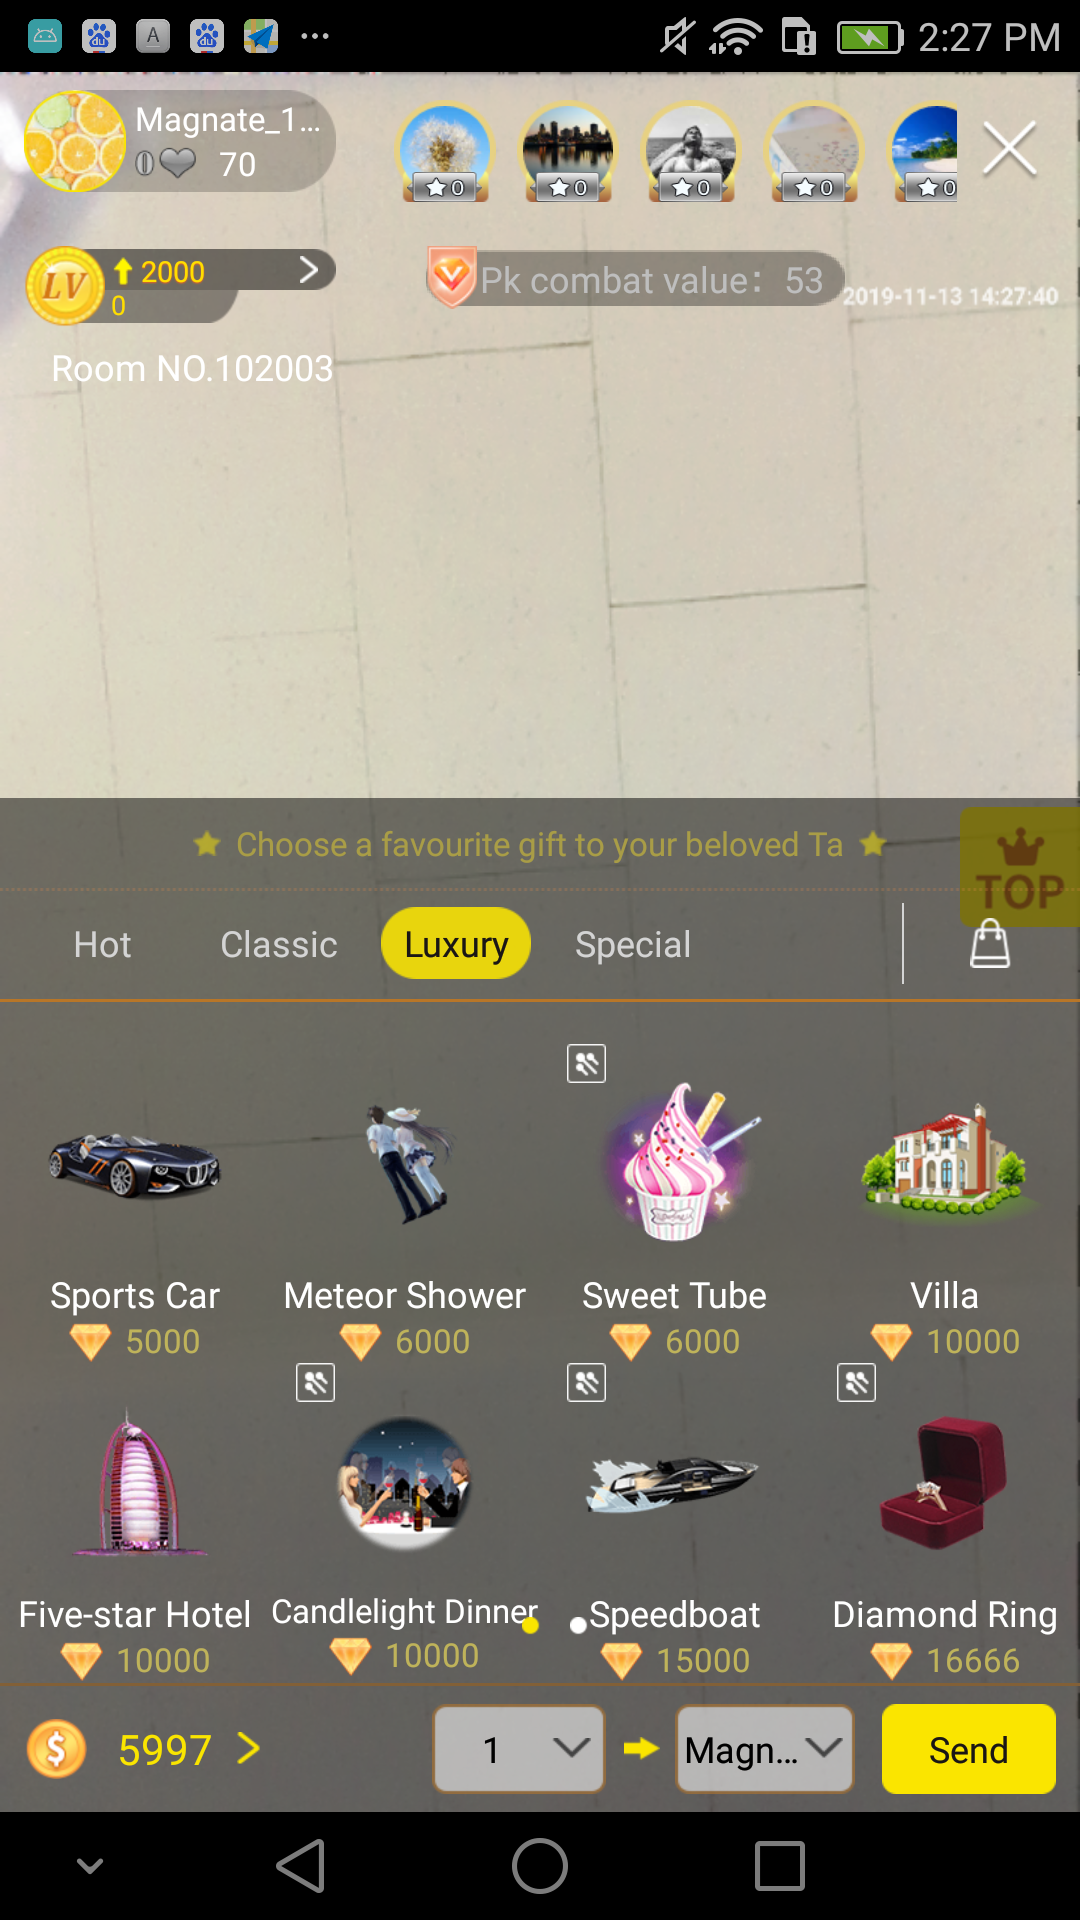 2:27 PM
Magnate_1...
70
0
0
0
0
0
LV
2000
0
Pk combat value： 53
2019-11-13 14:27:40
Room NO.102003
Choose a favourite gift to your beloved Ta
TOP
Hot
Classic
Luxury
Special
Sports Car
5000
Meteor Shower
6000
Sweet Tube
6000
Villa
10000
Five-star Hotel
10000
Candlelight Dinner
10000
Speedboat
15000
Diamond Ring
16666
$ 5997
1
Magn...
Send